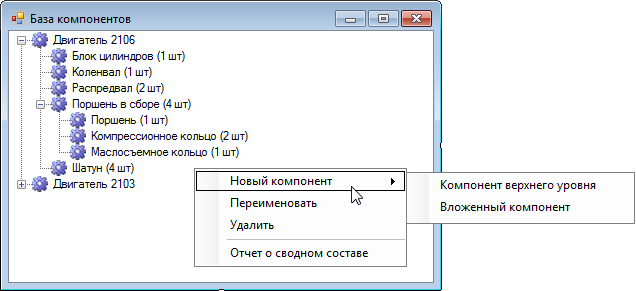 База компонентов
Двигатель 2106
Блок цилиндров (1 шт)
Коленвал (1 шт)
Распредвал (2 шт)
Поршень в сборе (4 шт)
Поршень (1 шт)
Компрессионное кольцо (2 шт)
Маслосъемное кольцо (1 шт)
Шатун (4 шт)
Двигатель 2103
Новый компонент
Переименовать
Удалить
Отчет о сводном составе
Компонент верхнего уровня
Вложенный компонент